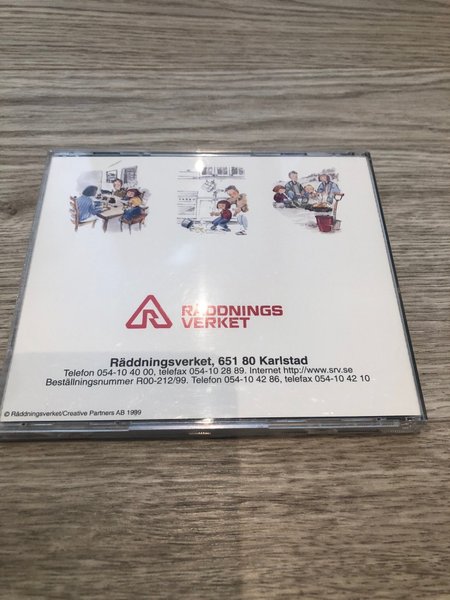 RÄDDNINGS
VERKET
Räddningsverket, 651 80 Karlstad
Telefon 054-10 40 00, telefax 054-10 28 89. Internet http://www.srv.se
Beställningsnummer R00-212/99. Telefon 054-10 42 86, telefax 054-10 42 10
© Räddningsverket/Creative Partners AB 1999